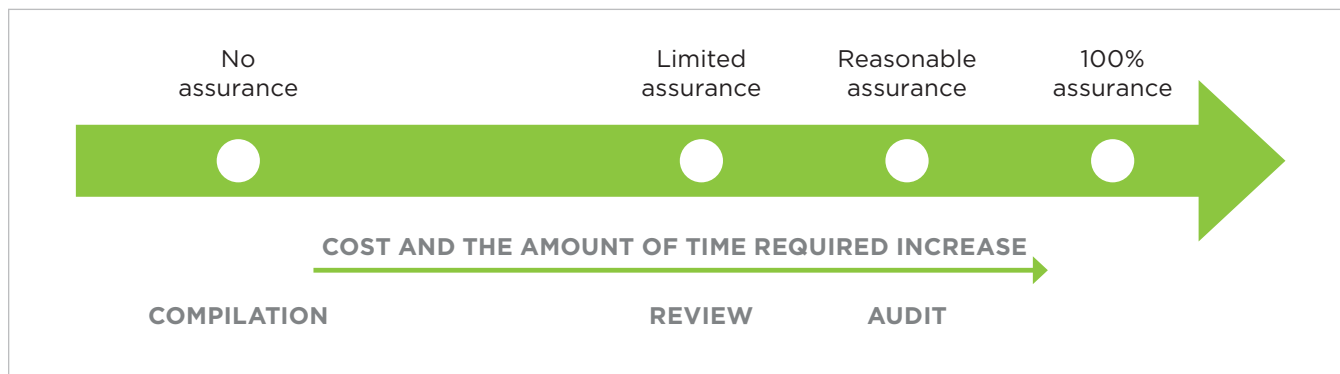 No
assurance
Limited
assurance
Reasonable
assurance
100%
assurance
COST AND THE AMOUNT OF TIME REQUIRED INCREASE
COMPILATION
REVIEW
AUDIT